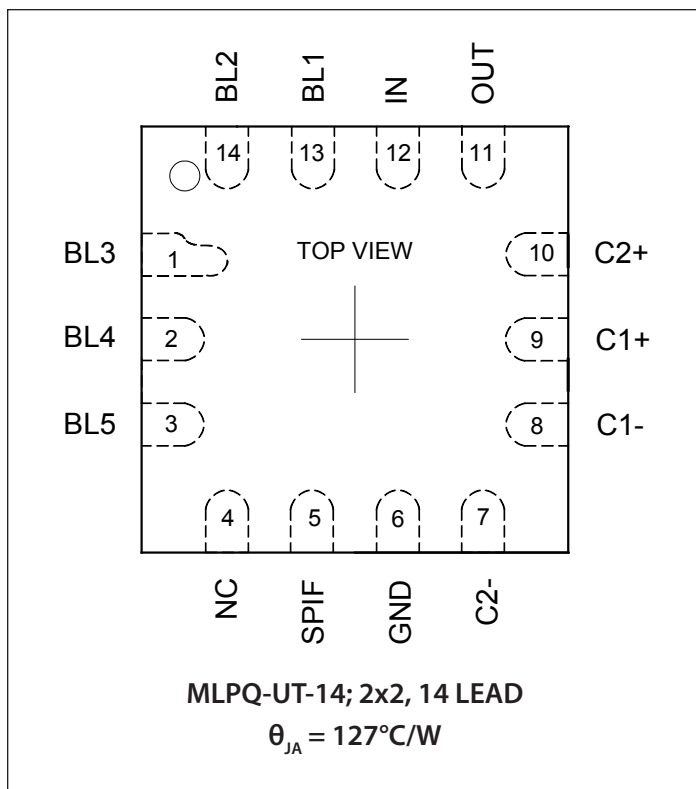 BL2 BL1 IN OUT
14 13 12 11
BL3 1 TOP VIEW 10 C2+
BL4 2 9 C1+
BL5 3 8 C1-
4 5 6 7
NC SPIF GND C2-
MLPQ-UT-14; 2x2, 14 LEAD
θJA = 127°C/W